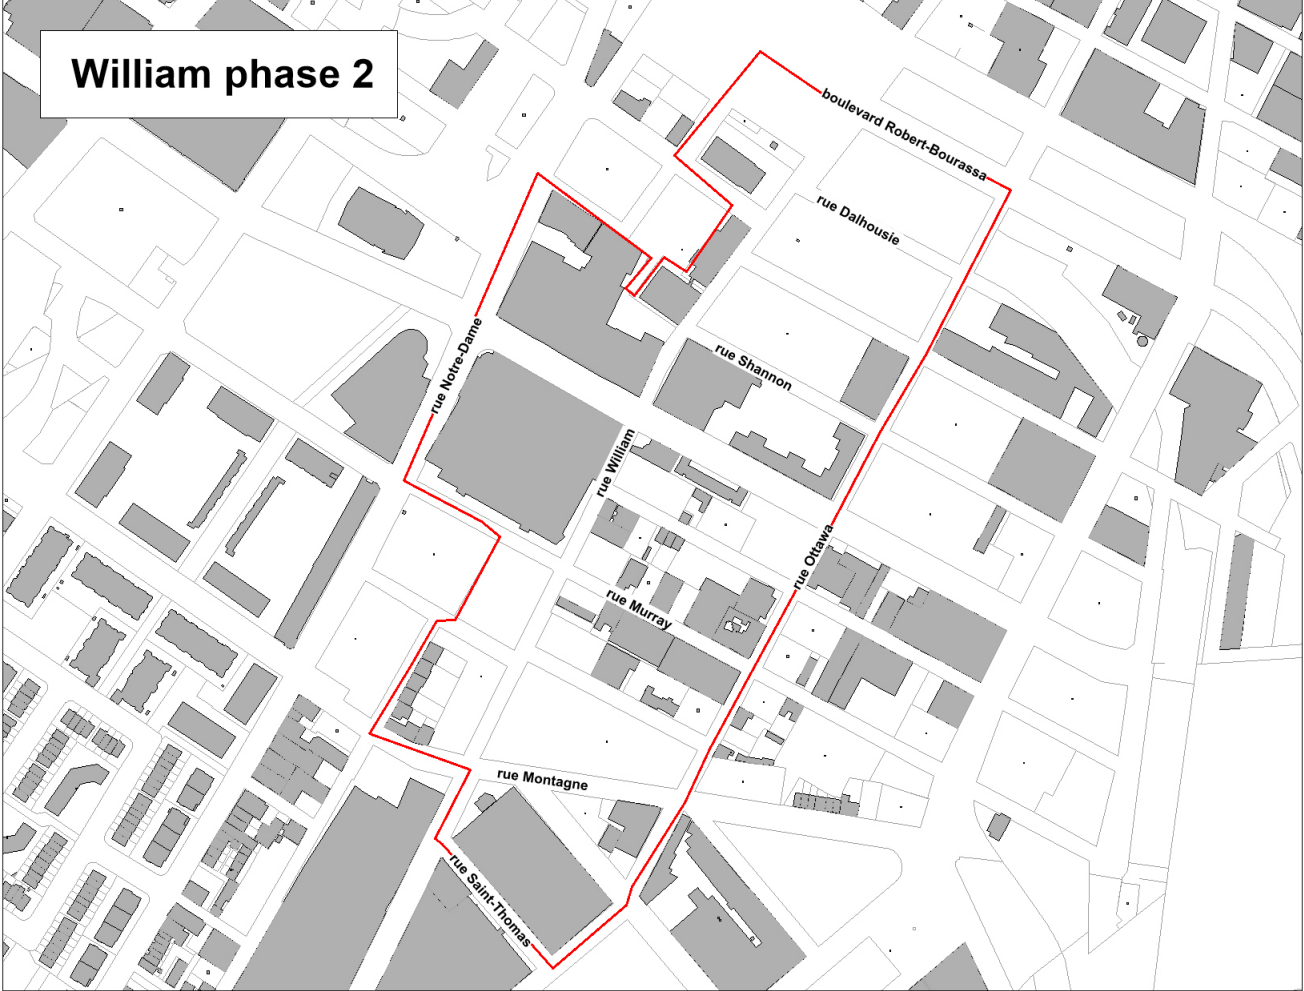 William phase 2
boulevard Robert-Bourassa
rue Dalhousie
rue Shannon
rue Notre-Dame
rue William
rue Ottawa
rue Murray
rue Montagne
rue Saint-Thomas